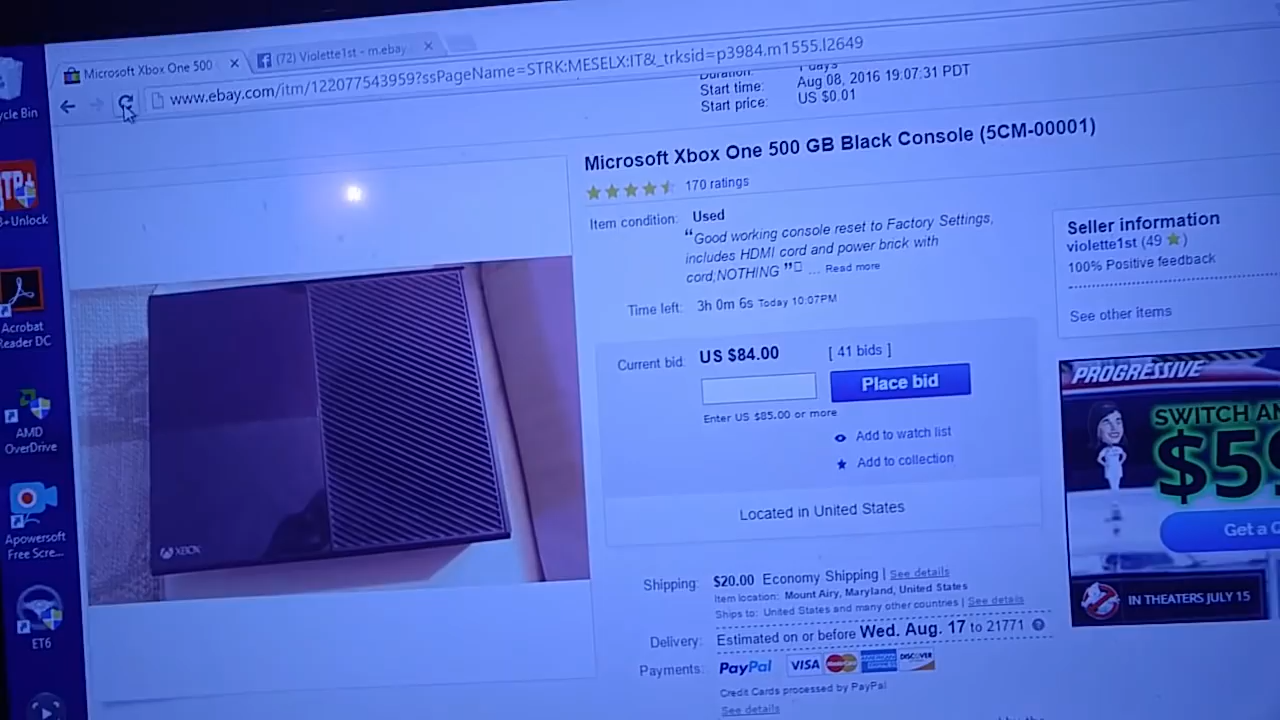 Microsoft Xbox One 500
(72) Violette1st - m.ebay
www.ebay.com/itm/122077543959?ssPageName=STRK:MESELX:IT&_trksid=p3984.m1555.l2649
ycle Bin
Duration: days
Start time: Aug 08, 2016 19:07:31 PDT
Start price: US $0.01
Microsoft Xbox One 500 GB Black Console (5CM-00001)
170 ratings
Item condition: Used
“Good working console reset to Factory Settings,
includes HDMI cord and power brick with
cord;NOTHING ” ... Read more
Time left: 3h 0m 6s Today 10:07PM
Current bid: US $84.00 [ 41 bids ]
Place bid
Enter US $85.00 or more
Add to watch list
Add to collection
Located in United States
Shipping: $20.00 Economy Shipping | See details
Item location: Mount Airy, Maryland, United States
Ships to: United States and many other countries | See details
Delivery: Estimated on or before Wed. Aug. 17 to 21771
Payments: PayPal VISA MasterCard AMERICAN EXPRESS DISCOVER
Credit Cards processed by PayPal
See details
Seller information
violette1st (49 ★)
100% Positive feedback
See other items
PROGRESSIVE
SWITCH AN
$59
Get a Q
IN THEATERS JULY 15
XBOX
TP+
3+Unlock
Acrobat
Reader DC
AMD
OverDrive
Apowersoft
Free Scre...
ET6